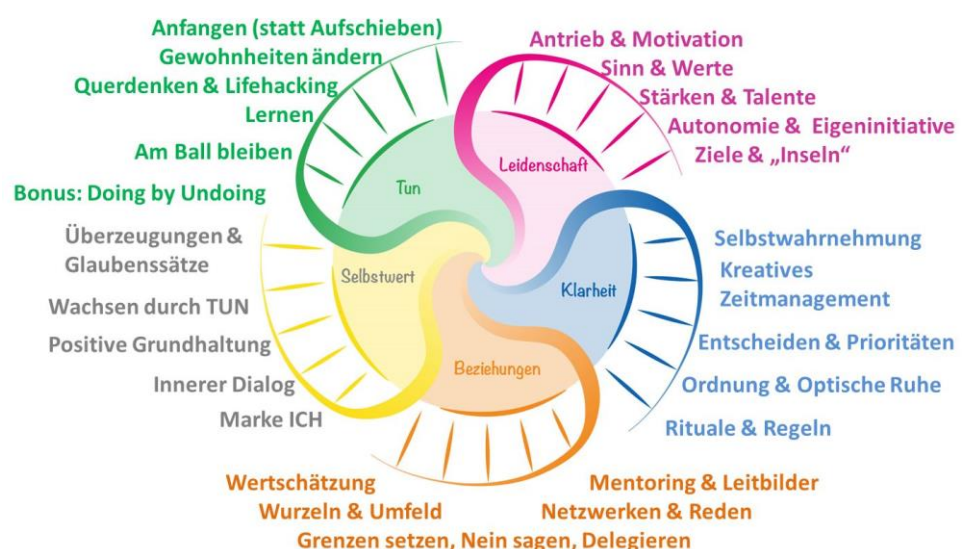 Anfangen (statt Aufschieben)
Gewohnheiten ändern
Querdenken & Lifehacking
Lernen
Am Ball bleiben
Bonus: Doing by Undoing
Tun
Antrieb & Motivation
Sinn & Werte
Stärken & Talente
Autonomie & Eigeninitiative
Ziele & „Inseln“
Leidenschaft
Überzeugungen &
Glaubenssätze
Wachsen durch TUN
Positive Grundhaltung
Innerer Dialog
Marke ICH
Selbstwert
Selbstwahrnehmung
Kreatives
Zeitmanagement
Entscheiden & Prioritäten
Ordnung & Optische Ruhe
Rituale & Regeln
Klarheit
Beziehungen
Wertschätzung
Wurzeln & Umfeld
Grenzen setzen, Nein sagen, Delegieren
Mentoring & Leitbilder
Netzwerken & Reden